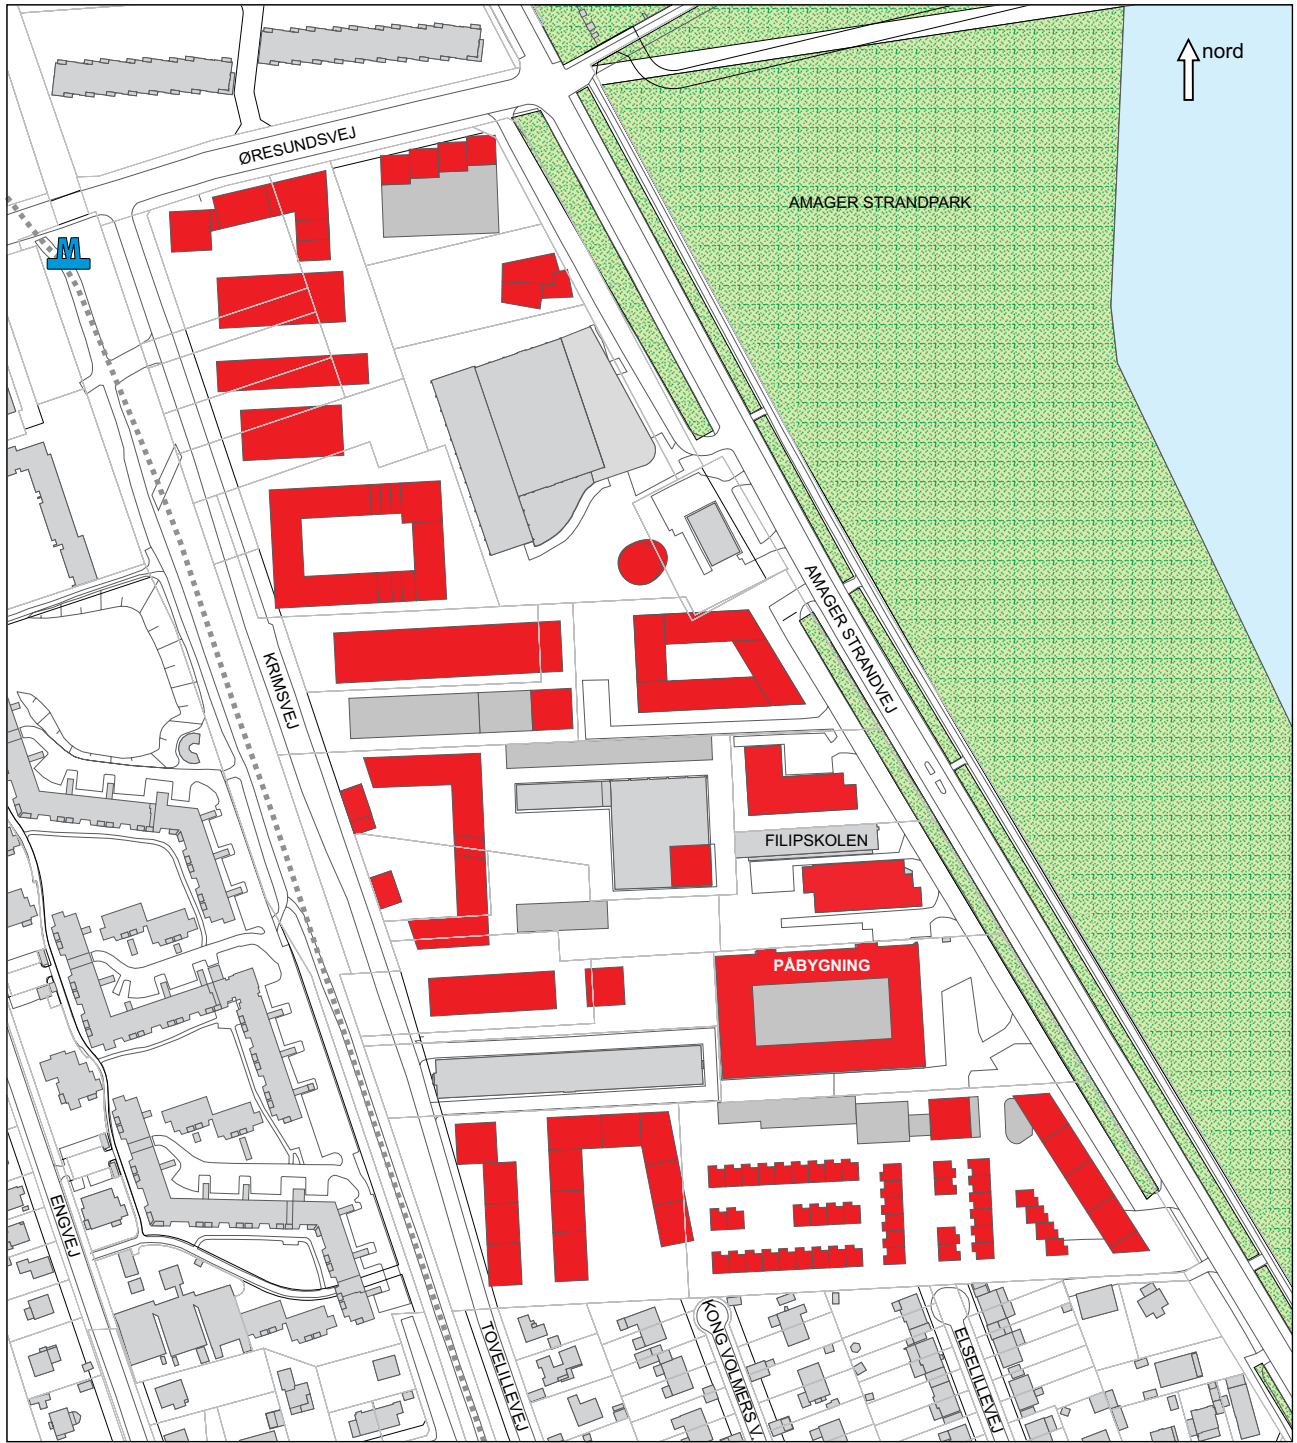 nord
ØRESUNDSVEJ
AMAGER STRANDPARK
M
AMAGER STRANDVEJ
KRIMSVEJ
FILIPSKOLEN
PÅBYGNING
ENGVEJ
TOVELILLEVEJ
KONG VOLMERS V.
ELSELILLEVEJ